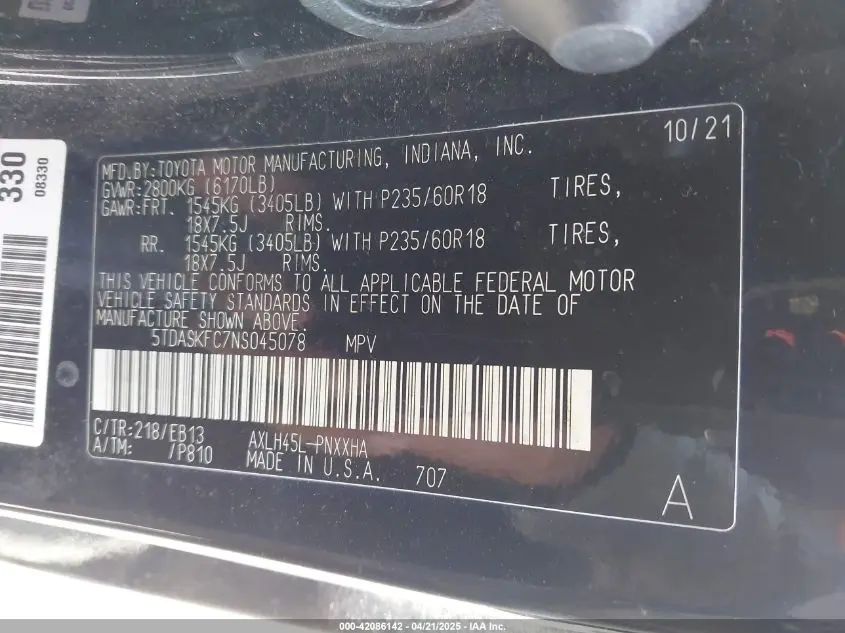 330
08330
10/21
MFD.BY:TOYOTA MOTOR MANUFACTURING, INDIANA, INC.
GVWR:2800KG (6170LB)
GAWR:FRT. 1545KG (3405LB) WITH P235/60R18 TIRES,
18X7.5J RIMS.
RR. 1545KG (3405LB) WITH P235/60R18 TIRES,
18X7.5J RIMS.
THIS VEHICLE CONFORMS TO ALL APPLICABLE FEDERAL MOTOR
VEHICLE SAFETY STANDARDS IN EFFECT ON THE DATE OF
MANUFACTURE SHOWN ABOVE.
5TDASKFC7NS045078 MPV
C/TR:218/EB13 AXLH45L-PNXXHA
A/TM: /P810 MADE IN U.S.A. 707
A
000-42086142 - 04/21/2025 - IAA Inc.